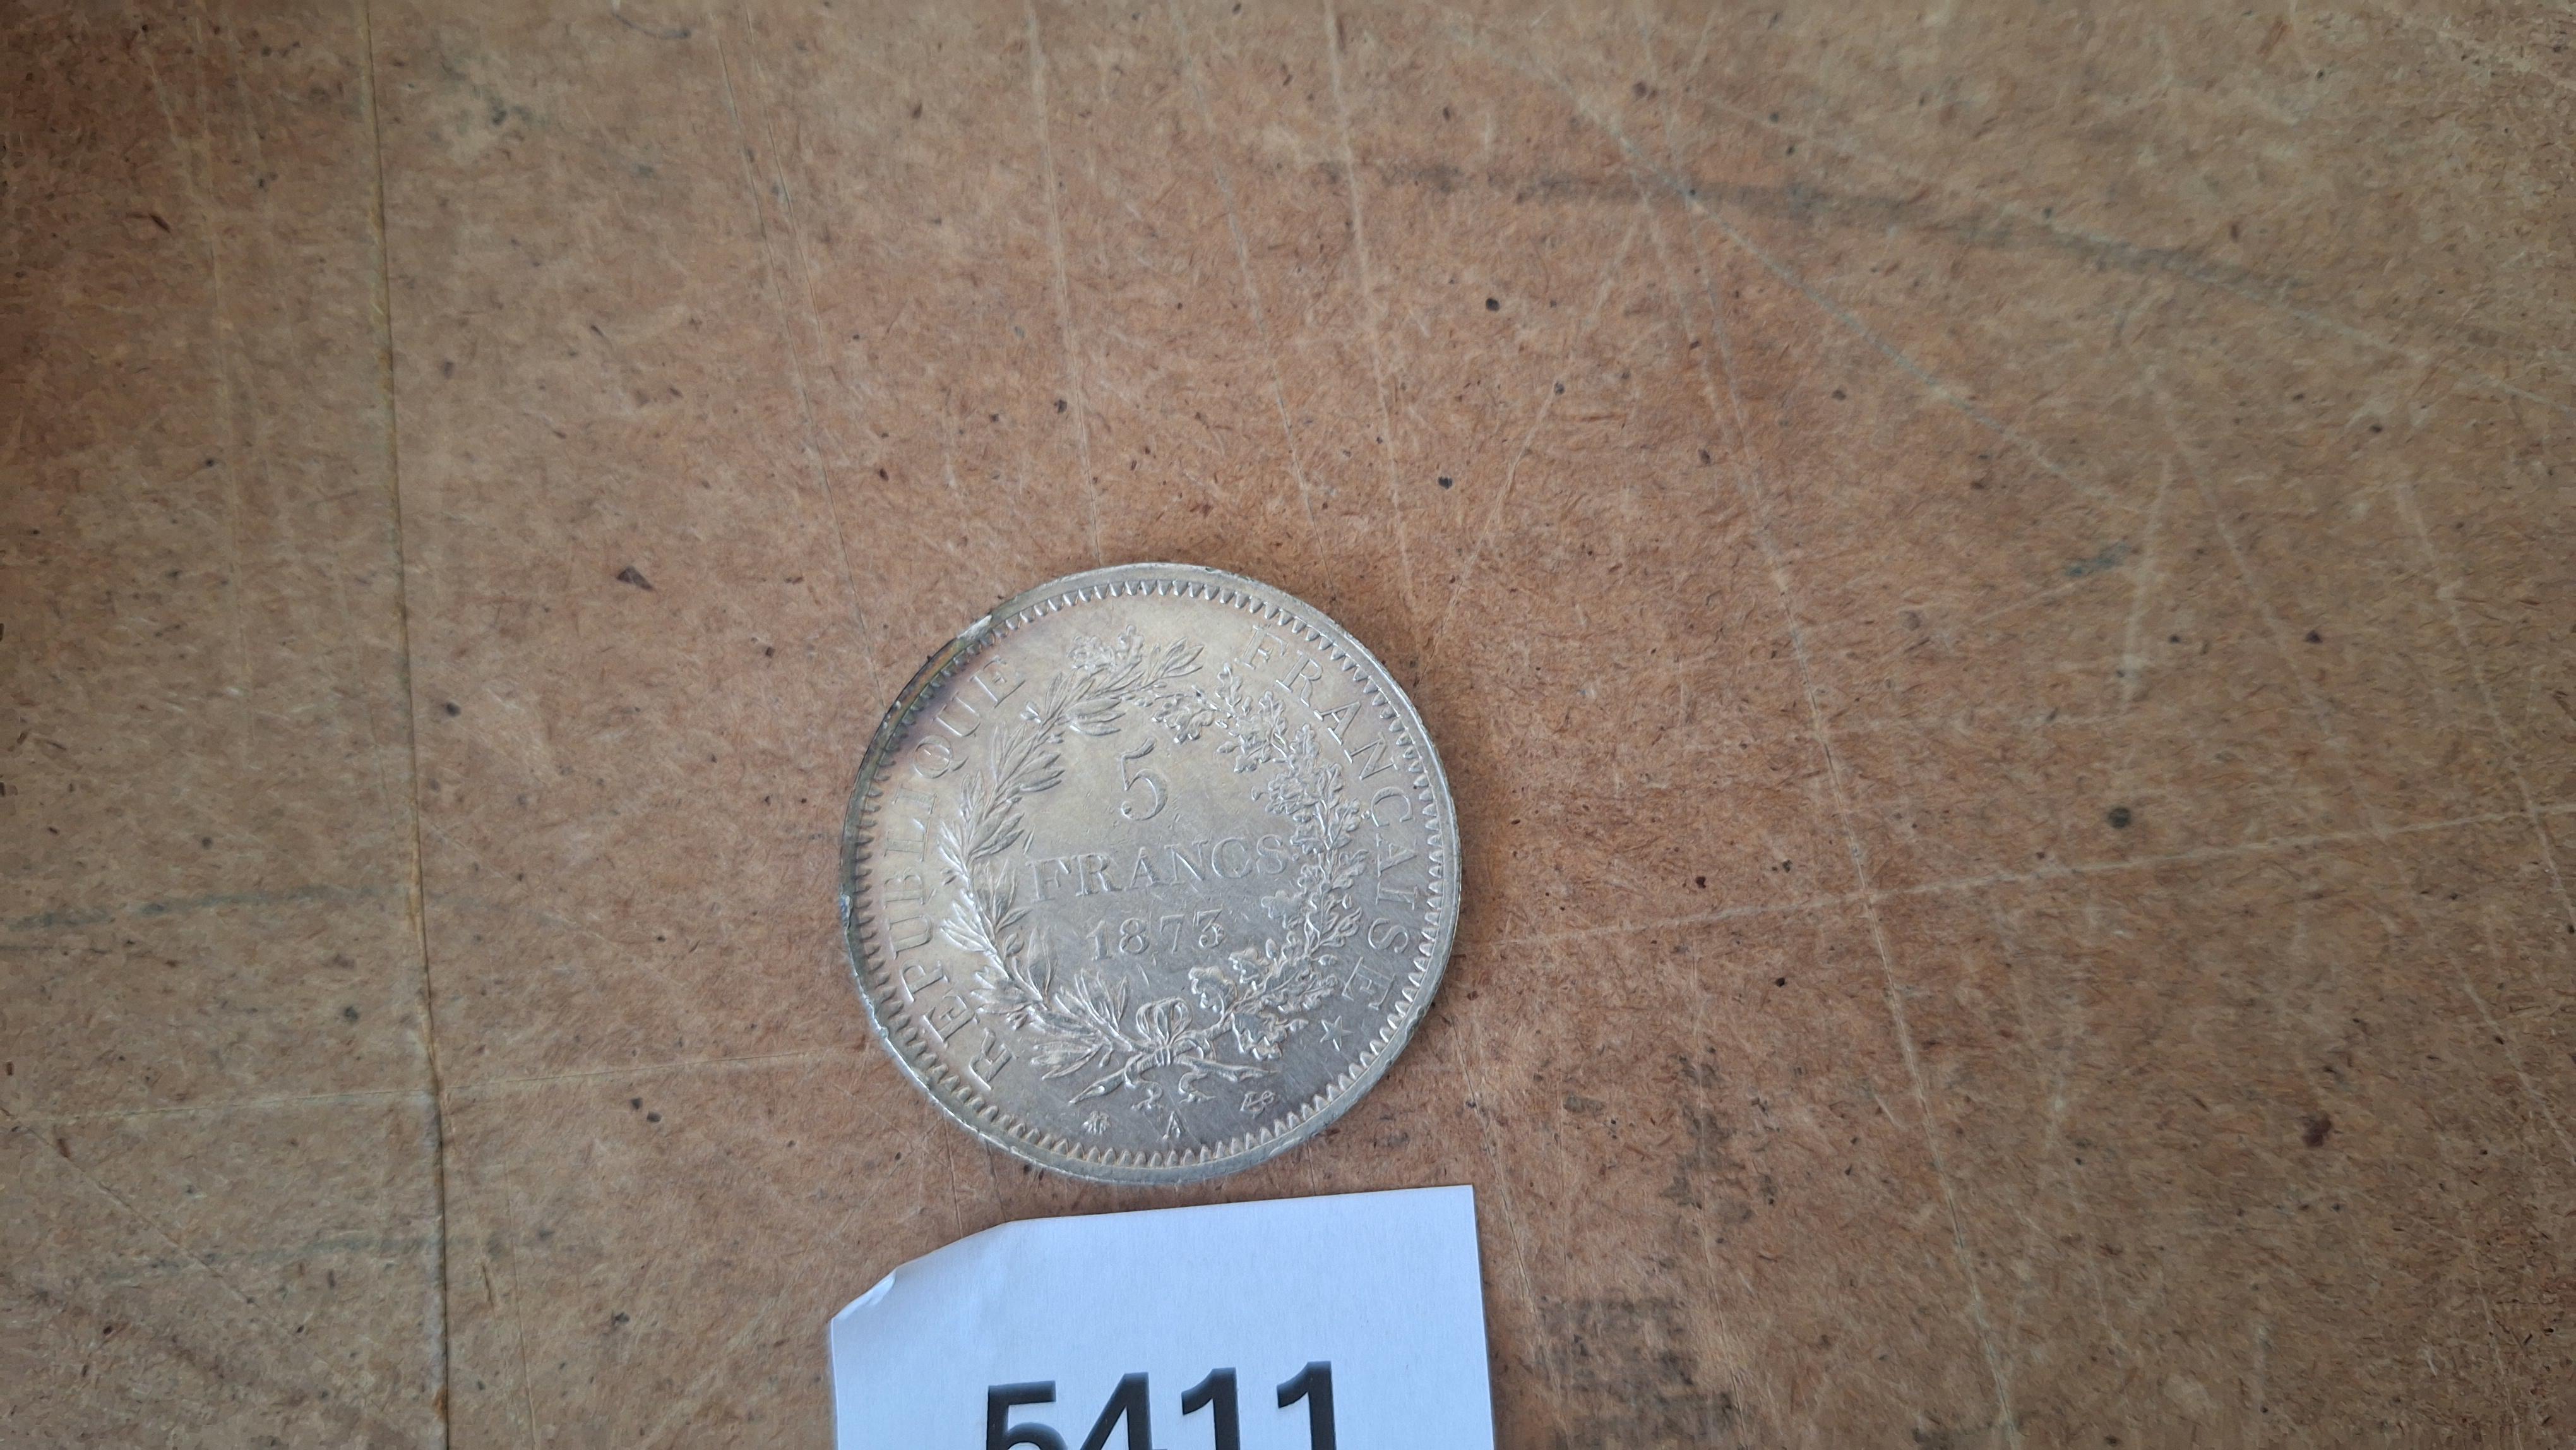 REPUBLIQUE FRANÇAISE
5
FRANCS
1873
A
5411